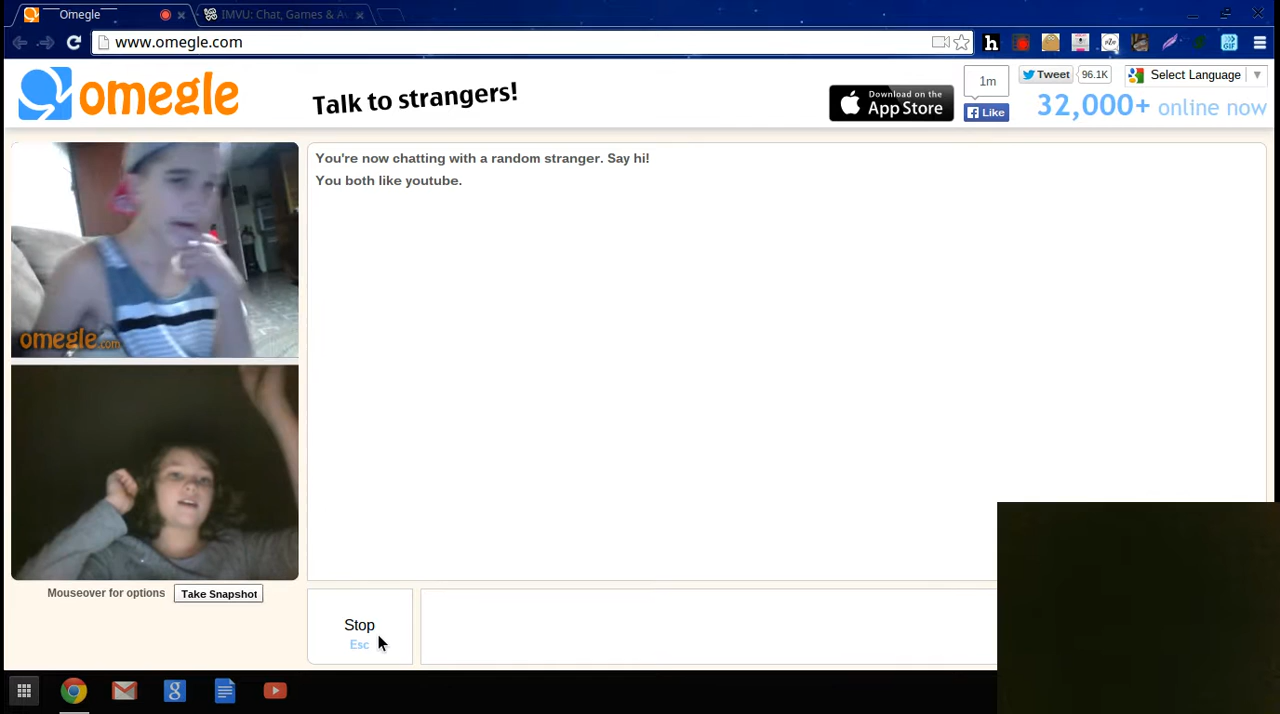 Omegle
IMVU: Chat, Games & Av
www.omegle.com
omegle
Talk to strangers!
Download on the
App Store
1m
Like
Tweet 96.1K
Select Language
32,000+ online now
You're now chatting with a random stranger. Say hi!
You both like youtube.
omegle.com
Mouseover for options
Take Snapshot
Stop
Esc